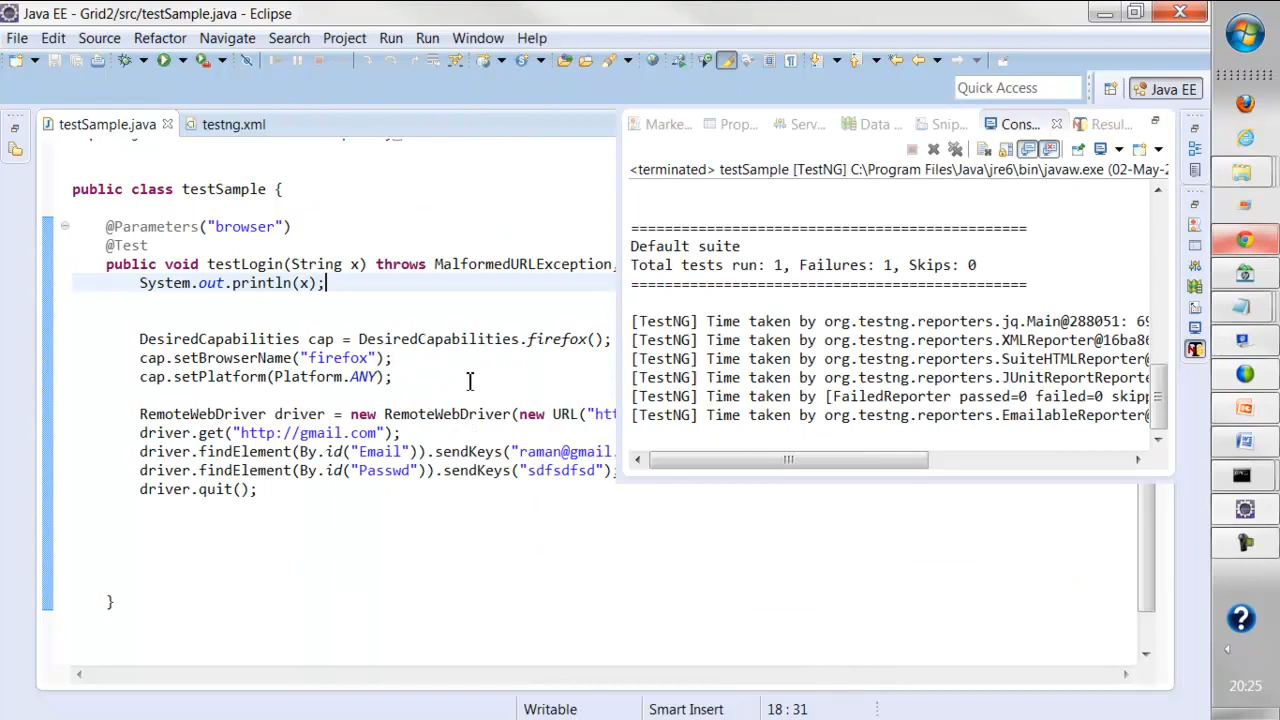 Java EE - Grid2/src/testSample.java - Eclipse
File Edit Source Refactor Navigate Search Project Run Run Window Help
Quick Access
Java EE
testSample.java
testng.xml
Marke...
Prop...
Serv...
Data ...
Snip...
Cons...
Resul...
public class testSample {
@Parameters("browser")
@Test
public void testLogin(String x) throws MalformedURLException,
System.out.println(x);
DesiredCapabilities cap = DesiredCapabilities.firefox();
cap.setBrowserName("firefox");
cap.setPlatform(Platform.ANY);
RemoteWebDriver driver = new RemoteWebDriver(new URL("htt
driver.get("http://gmail.com");
driver.findElement(By.id("Email")).sendKeys("raman@gmail.
driver.findElement(By.id("Passwd")).sendKeys("sdfsdfsd");
driver.quit();
}
<terminated> testSample [TestNG] C:\Program Files\Java\jre6\bin\javaw.exe (02-May-2
===============================================
Default suite
Total tests run: 1, Failures: 1, Skips: 0
===============================================
[TestNG] Time taken by org.testng.reporters.jq.Main@288051: 69
[TestNG] Time taken by org.testng.reporters.XMLReporter@16ba86
[TestNG] Time taken by org.testng.reporters.SuiteHTMLReporter@
[TestNG] Time taken by org.testng.reporters.JUnitReportReporte
[TestNG] Time taken by [FailedReporter passed=0 failed=0 skipp
[TestNG] Time taken by org.testng.reporters.EmailableReporter@
Writable
Smart Insert
18 : 31
20:25